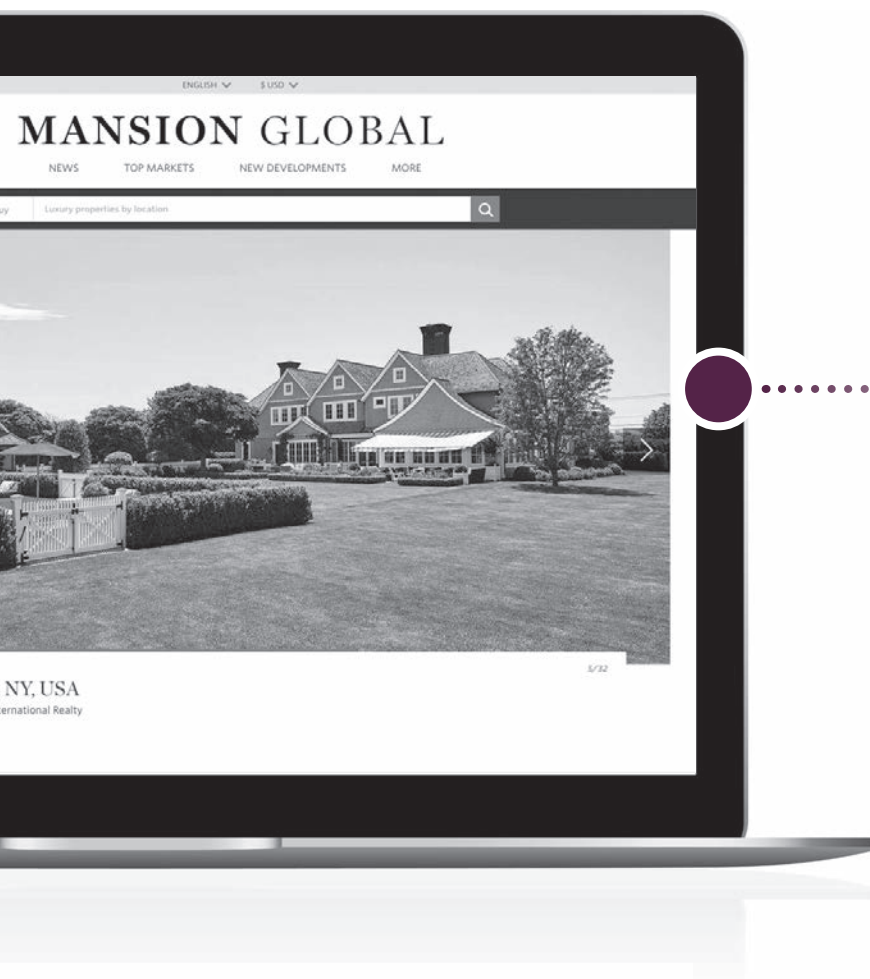 ENGLISH $ USD
MANSION GLOBAL
NEWS TOP MARKETS NEW DEVELOPMENTS MORE
Luxury properties by location
5/32
NY, USA
Realty